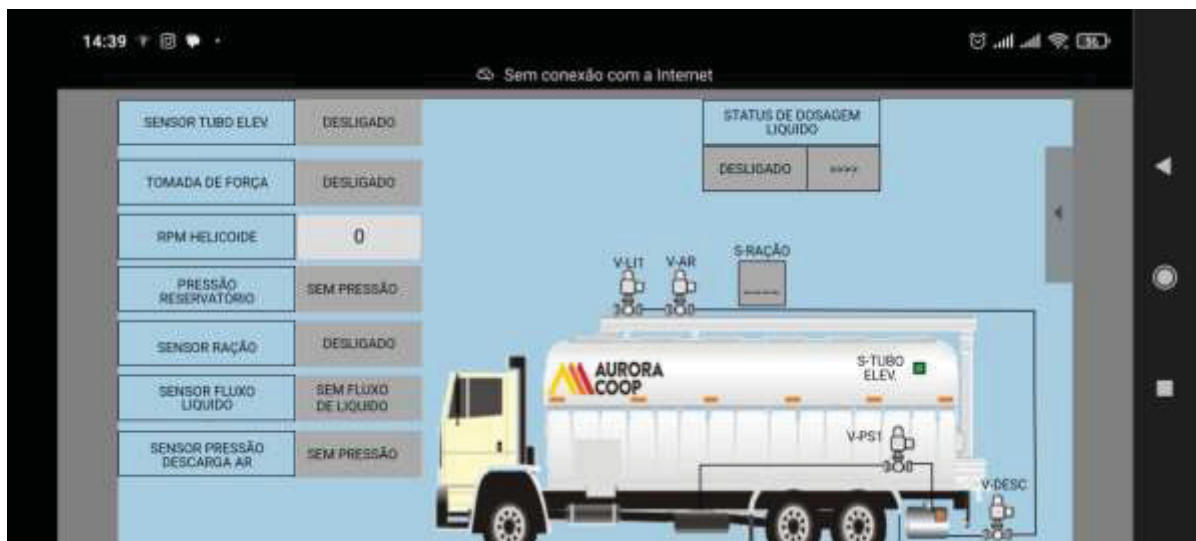 14:39
56
Sem conexão com a Internet
SENSOR TUBO ELEV.
DESLIGADO
TOMADA DE FORÇA
DESLIGADO
RPM HELICOIDE
0
PRESSÃO
RESERVATÓRIO
SEM PRESSÃO
SENSOR RAÇÃO
DESLIGADO
SENSOR FLUXO
LIQUIDO
SEM FLUXO
DE LIQUIDO
SENSOR PRESSÃO
DESCARGA AR
SEM PRESSÃO
STATUS DE DOSAGEM
LIQUIDO
DESLIGADO
>>>>
V-LIT
V-AR
S-RAÇÃO
-----
AURORA
COOP
S-TUBO
ELEV.
V-PS1
V-DESC